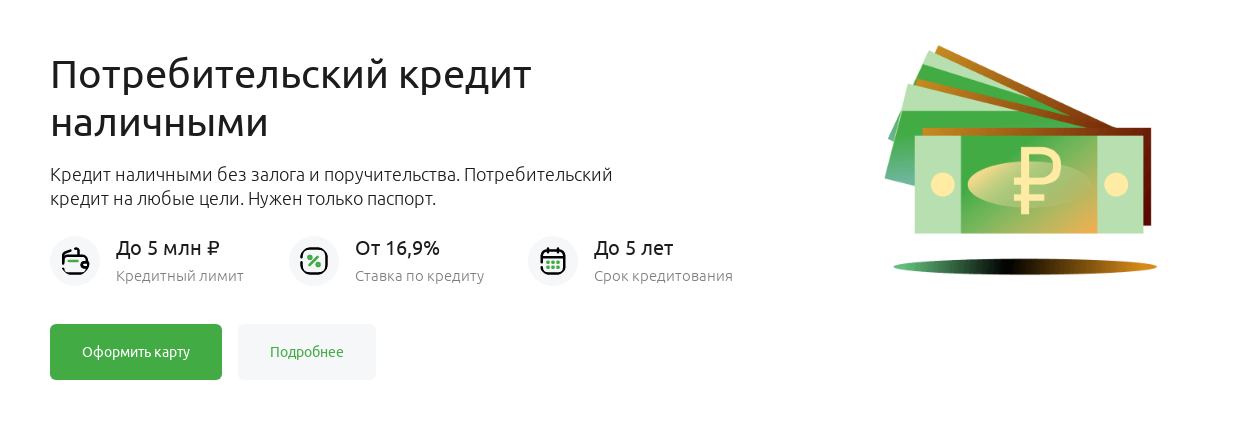 Потребительский кредит
наличными
Кредит наличными без залога и поручительства. Потребительский
кредит на любые цели. Нужен только паспорт.
До 5 млн ₽
Кредитный лимит
От 16,9%
Ставка по кредиту
До 5 лет
Срок кредитования
Оформить карту
Подробнее
₽